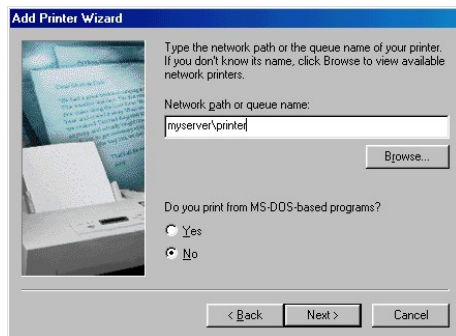 Add Printer Wizard
Type the network path or the queue name of your printer.
If you don't know its name, click Browse to view available
network printers.
Network path or queue name:
myserver\printer
Browse...
Do you print from MS-DOS-based programs?
Yes
No
< Back
Next >
Cancel